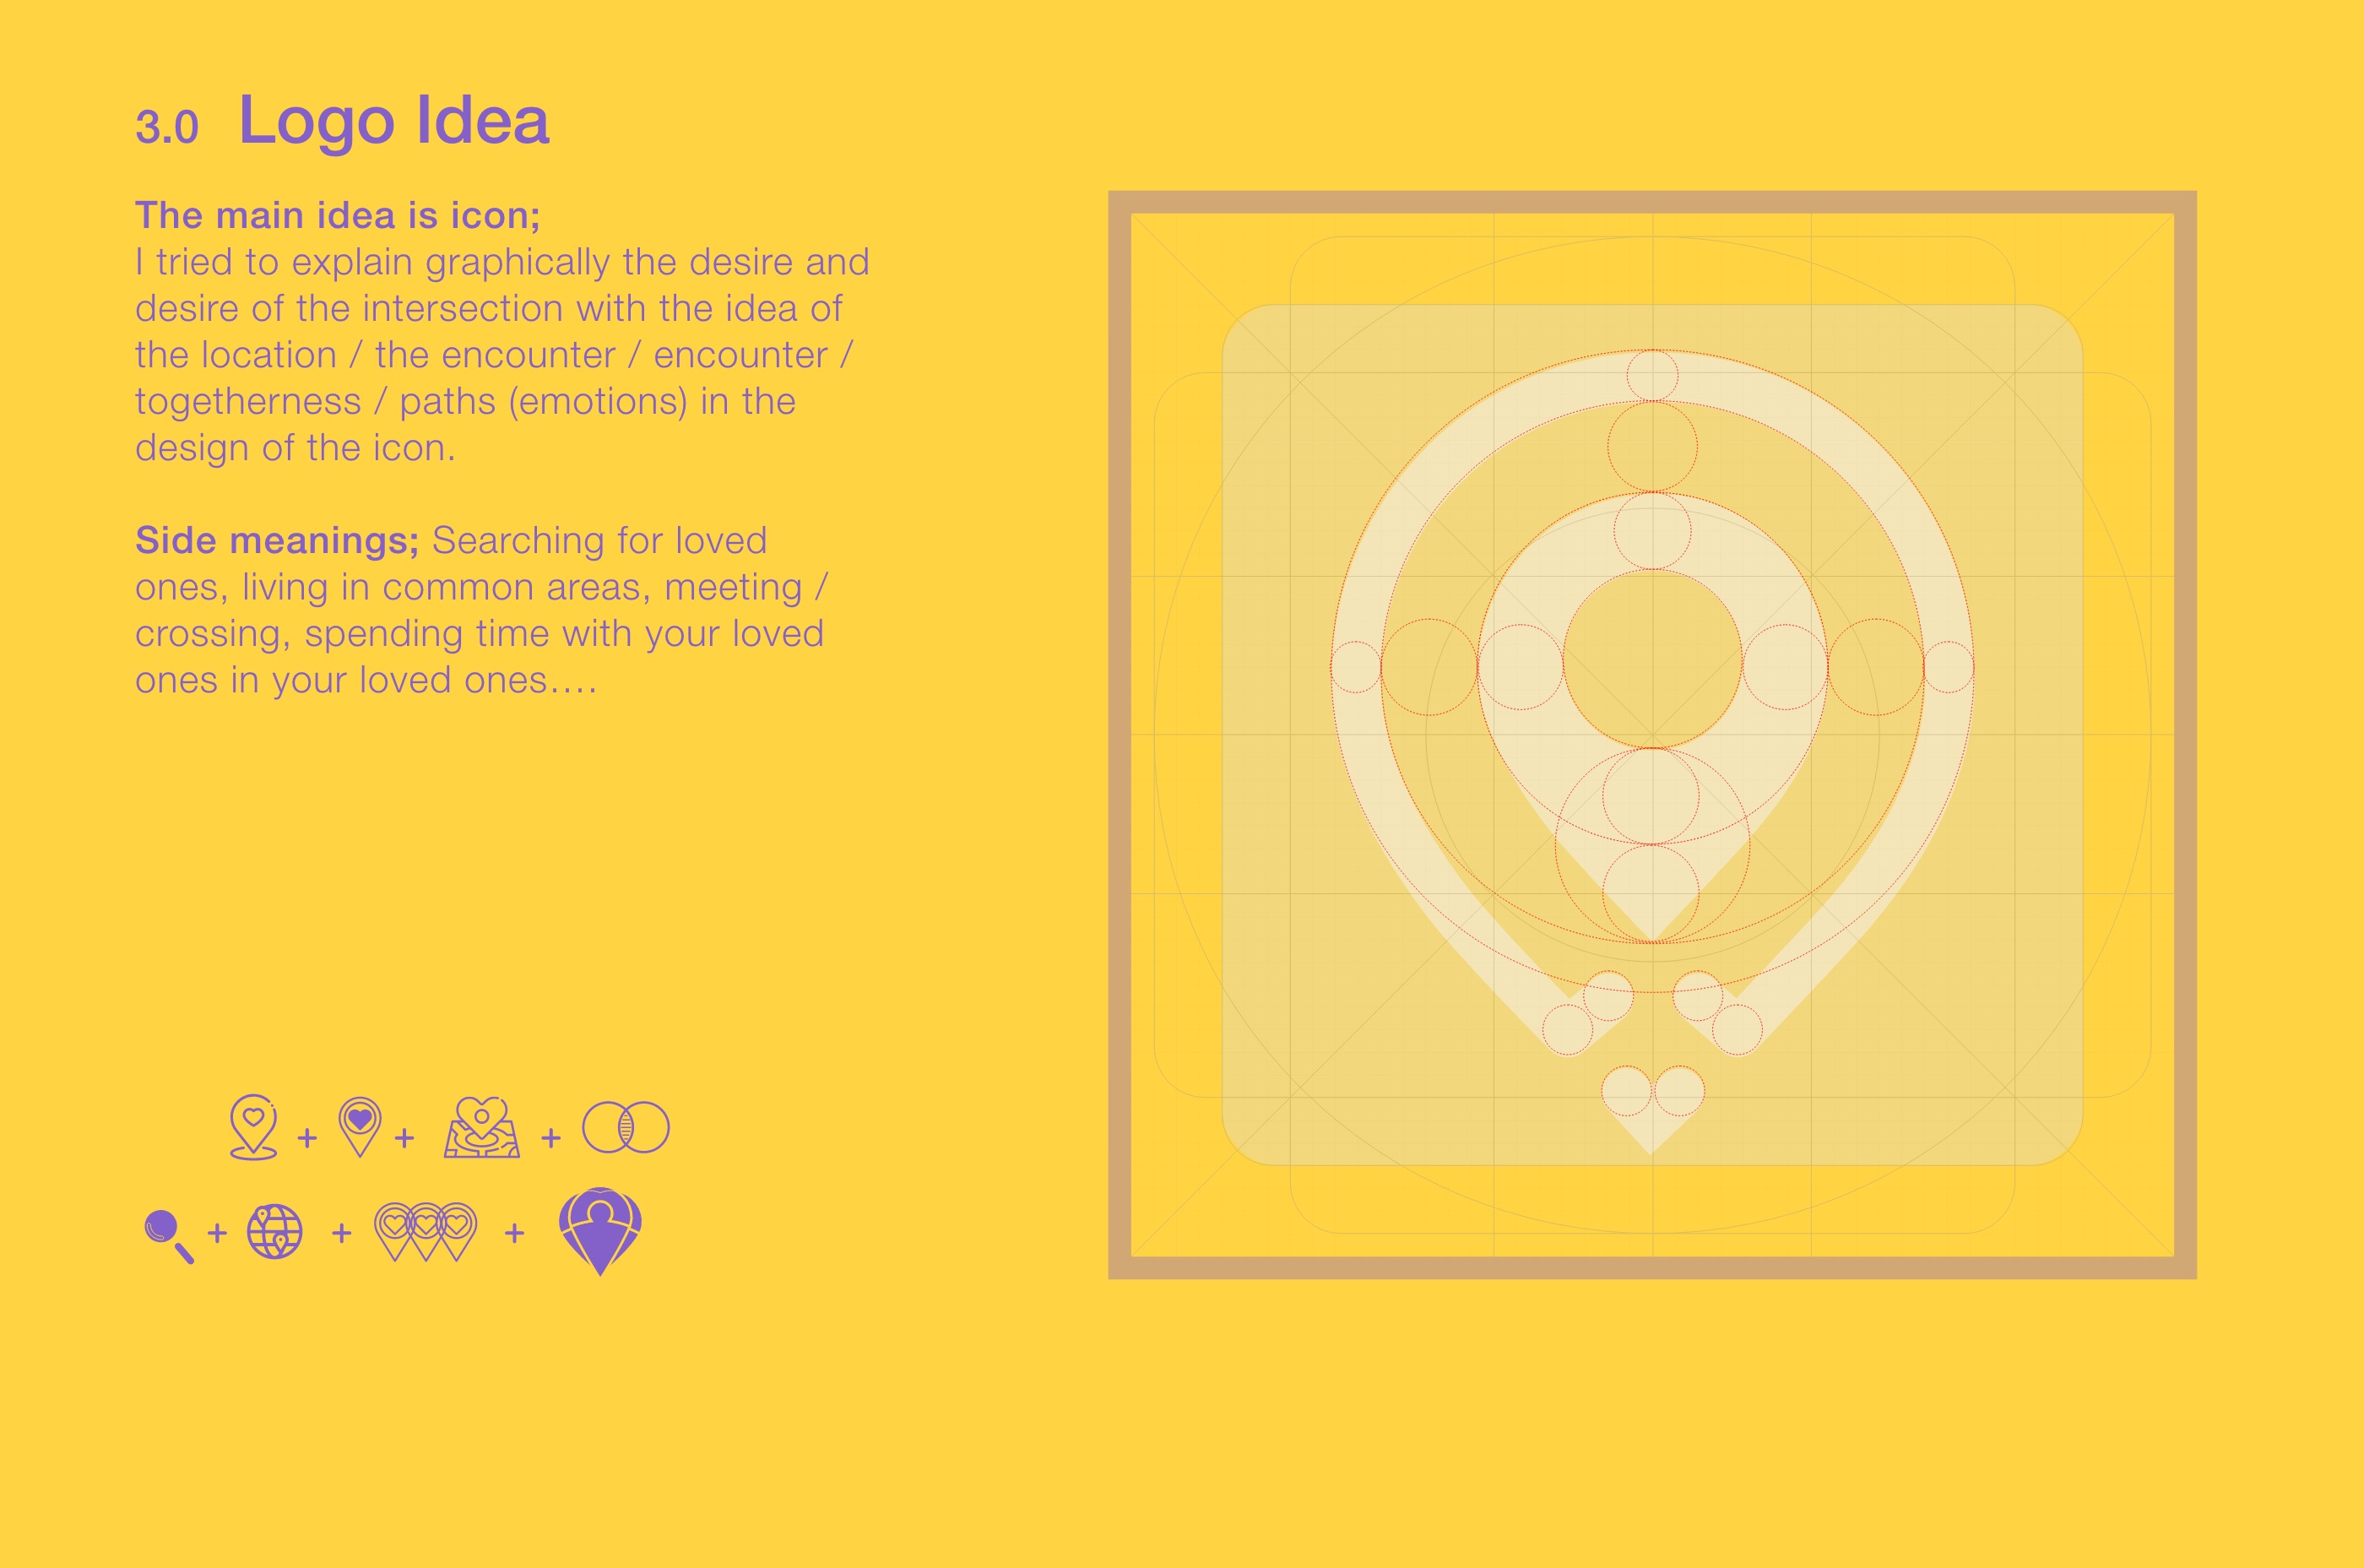 3.0 Logo Idea
The main idea is icon;
I tried to explain graphically the desire and
desire of the intersection with the idea of
the location / the encounter / encounter /
togetherness / paths (emotions) in the
design of the icon.
Side meanings; Searching for loved
ones, living in common areas, meeting /
crossing, spending time with your loved
ones in your loved ones....
+ + +
+ + +